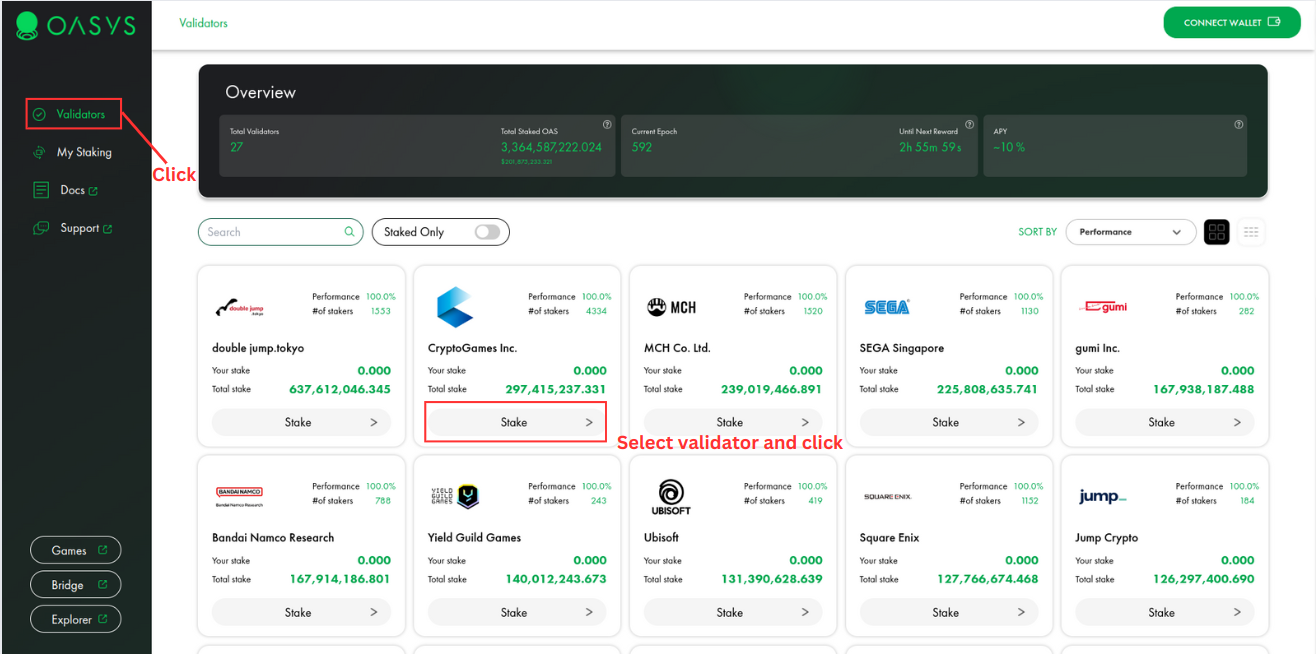 OASYS
Validators
CONNECT WALLET
Validators
My Staking
Docs
Support
Click
Overview
Total Validators
27
Total Staked OAS
3,364,587,222.024
Current Epoch
592
Until Next Reward
2h 55m 59s
APY
~10 %
Search
Staked Only
SORT BY
Performance
double jump.tokyo
Performance 100.0%
#of stakers 1553
double jump.tokyo
Your stake 0.000
Total stake 637,612,046.345
Stake >
Performance 100.0%
#of stakers 4334
CryptoGames Inc.
Your stake 0.000
Total stake 297,415,237.331
Stake >
MCH
Performance 100.0%
#of stakers 1520
MCH Co. Ltd.
Your stake 0.000
Total stake 239,019,466.891
Stake >
SEGA
Performance 100.0%
#of stakers 1130
SEGA Singapore
Your stake 0.000
Total stake 225,808,635.741
Stake >
gumi
Performance 100.0%
#of stakers 282
gumi Inc.
Your stake 0.000
Total stake 167,938,187.488
Stake >
Select validator and click
BANDAI NAMCO
Bandai Namco Research
Performance 100.0%
#of stakers 788
Bandai Namco Research
Your stake 0.000
Total stake 167,914,186.801
Stake >
YIELD
GUILD
GAMES
Performance 100.0%
#of stakers 243
Yield Guild Games
Your stake 0.000
Total stake 140,012,243.673
Stake >
UBISOFT
Performance 100.0%
#of stakers 419
Ubisoft
Your stake 0.000
Total stake 131,390,628.639
Stake >
SQUARE ENIX.
Performance 100.0%
#of stakers 1152
Square Enix
Your stake 0.000
Total stake 127,766,674.468
Stake >
jump_
Performance 100.0%
#of stakers 184
Jump Crypto
Your stake 0.000
Total stake 126,297,400.690
Stake >
Games
Bridge
Explorer